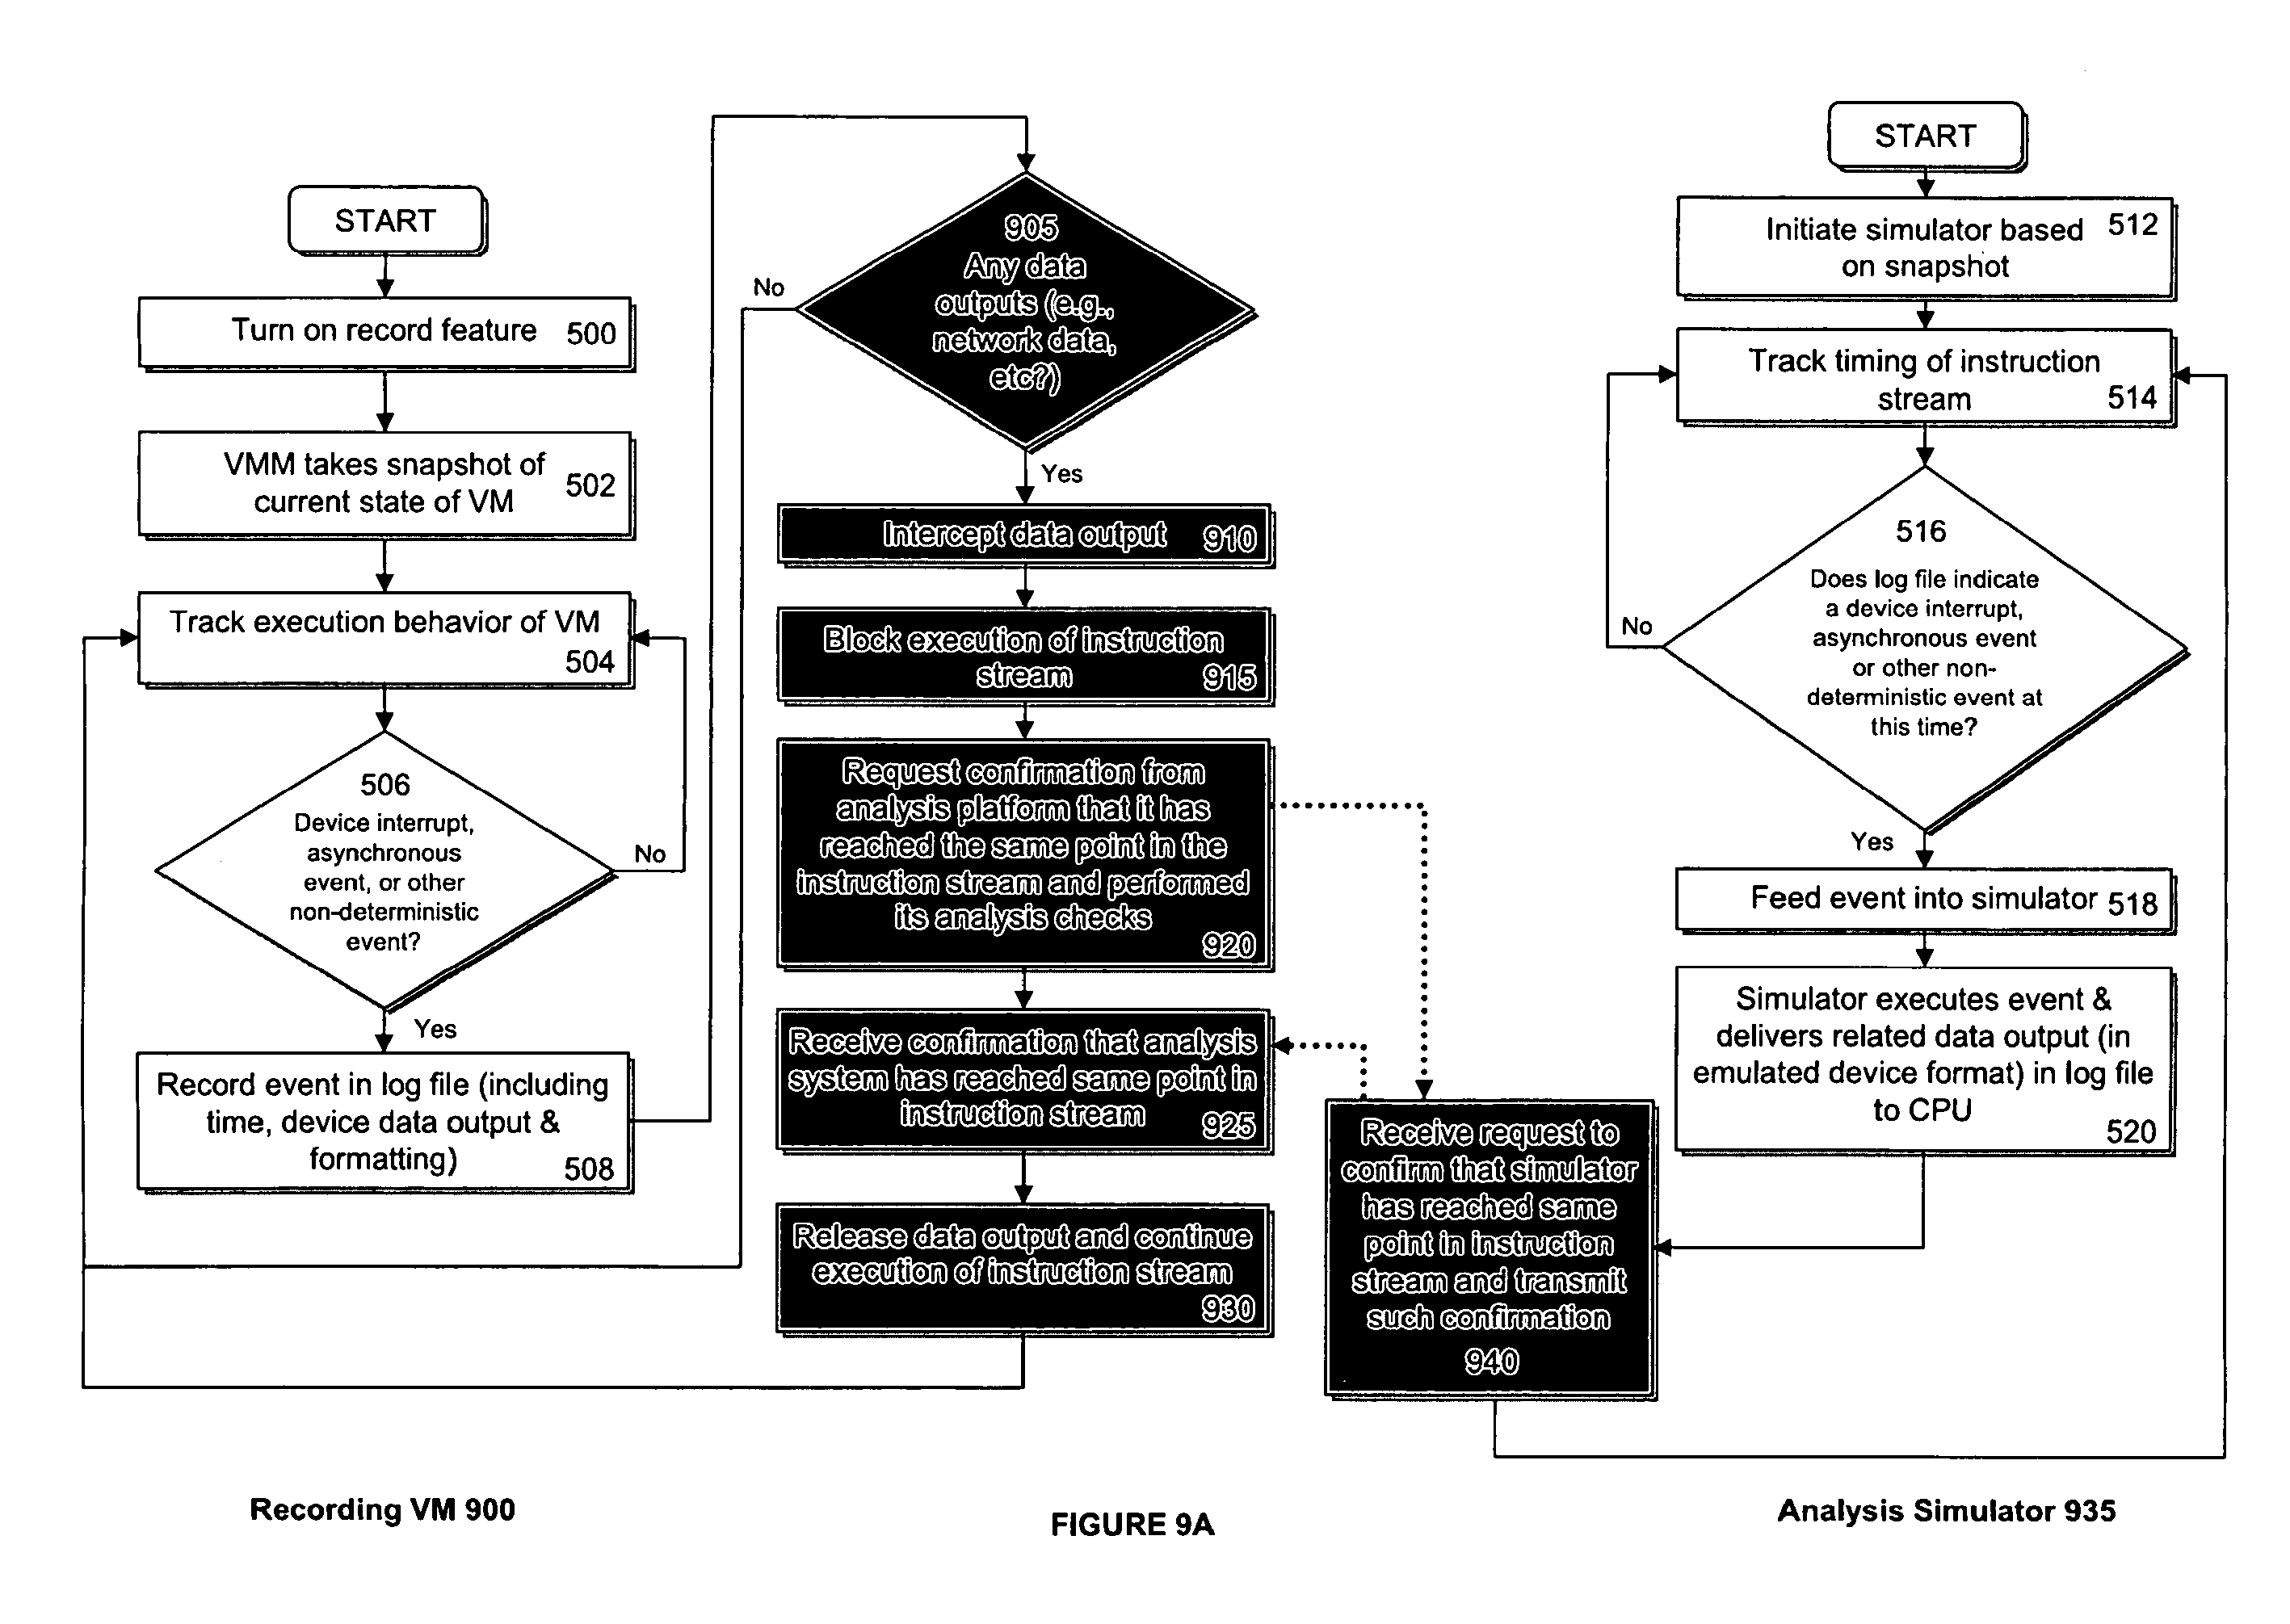 START
Turn on record feature 500
VMM takes snapshot of
current state of VM 502
Track execution behavior of VM
504
506
Device interrupt,
asynchronous
event, or other
non-deterministic
event?
No
Yes
Record event in log file (including
time, device data output &
formatting) 508
905
Any data
outputs (e.g.,
network data,
etc?)
No
Yes
Intercept data output 910
Block execution of instruction
stream 915
Request confirmation from
analysis platform that it has
reached the same point in the
instruction stream and performed
its analysis checks
920
Receive confirmation that analysis
system has reached same point in
instruction stream 925
Release data output and continue
execution of instruction stream
930
Receive request to
confirm that simulator
has reached same
point in instruction
stream and transmit
such confirmation
940
START
Initiate simulator based 512
on snapshot
Track timing of instruction
stream 514
516
Does log file indicate
a device interrupt,
asynchronous event
or other non-
deterministic event at
this time?
No
Yes
Feed event into simulator 518
Simulator executes event &
delivers related data output (in
emulated device format) in log file
to CPU
520
Recording VM 900
FIGURE 9A
Analysis Simulator 935